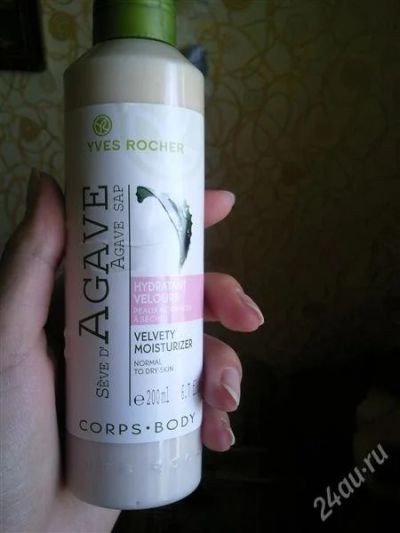 YVES ROCHER
SÈVE D'AGAVE
AGAVE SAP
HYDRATANT
VELOURS
À
VELVETY
MOISTURIZER
NORMAL
TO DRY SKIN
e 200 ml
CORPS • BODY
24au.ru